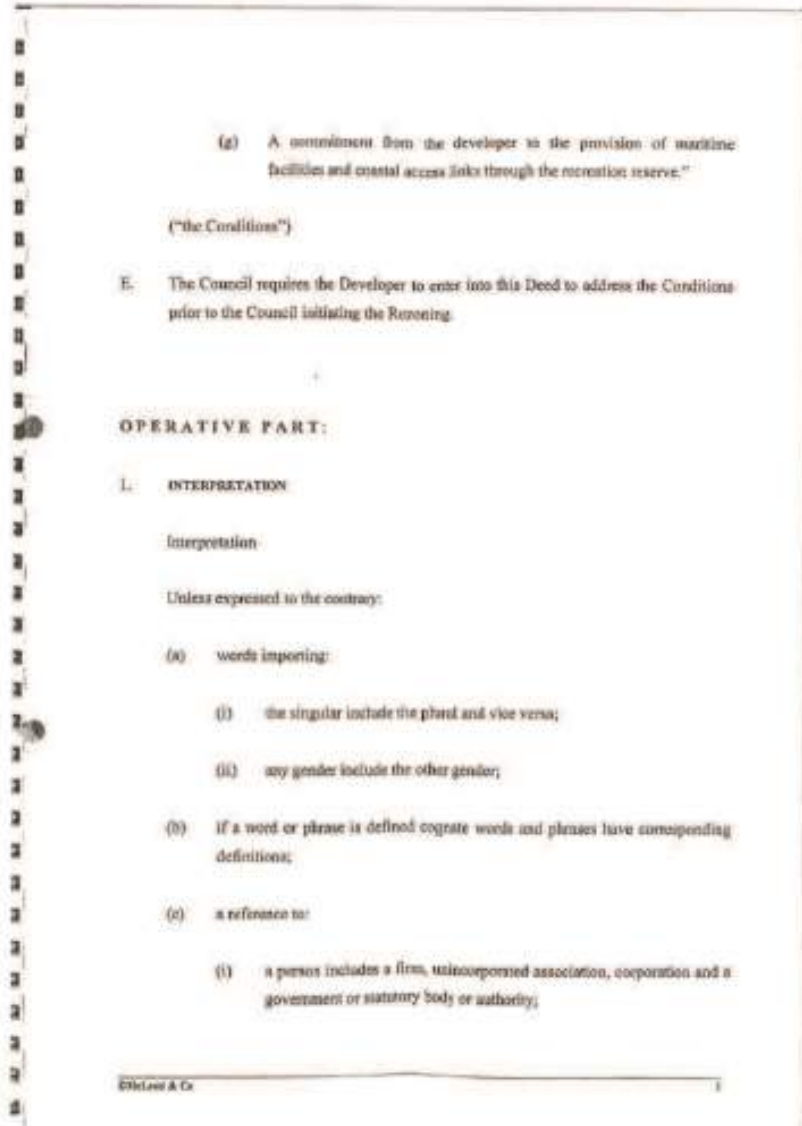 (g) A commitment from the developer to the provision of maritime
facilities and coastal access links through the recreation reserve."
("the Conditions")
E. The Council requires the Developer to enter into this Deed to address the Conditions
prior to the Council initiating the Rezoning.
OPERATIVE PART:
1. INTERPRETATION
Interpretation
Unless expressed to the contrary:
(a) words importing:
(i) the singular include the plural and vice versa;
(ii) any gender include the other gender;
(b) if a word or phrase is defined cognate words and phrases have corresponding
definitions;
(c) a reference to:
(i) a person includes a firm, unincorporated association, corporation and a
government or statutory body or authority;
©McLeod & Co